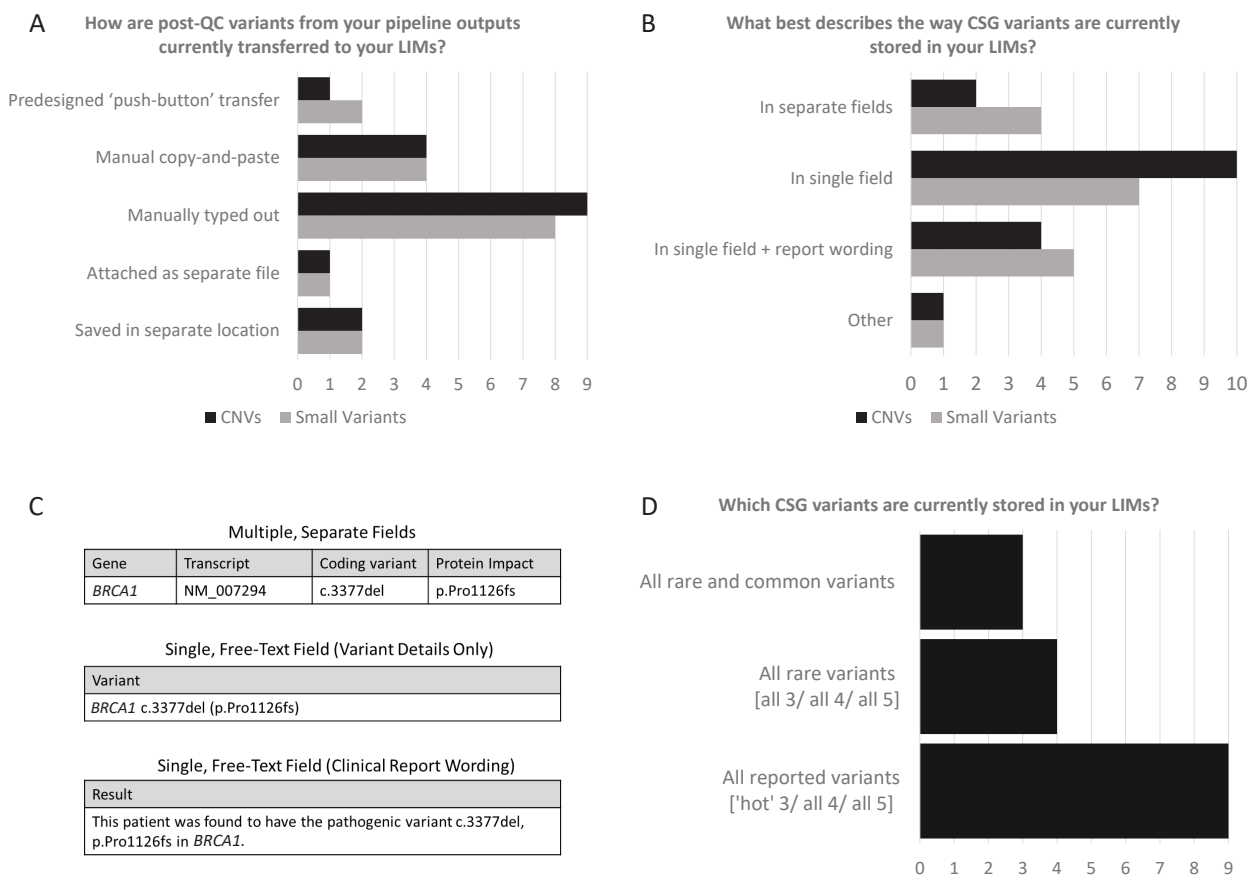 A
How are post-QC variants from your pipeline outputs
currently transferred to your LIMs?
Predesigned ‘push-button’ transfer
Manual copy-and-paste
Manually typed out
Attached as separate file
Saved in separate location
0 1 2 3 4 5 6 7 8 9
CNVs Small Variants
B
What best describes the way CSG variants are currently
stored in your LIMs?
In separate fields
In single field
In single field + report wording
Other
0 1 2 3 4 5 6 7 8 9 10
CNVs Small Variants
C
Multiple, Separate Fields
Gene Transcript Coding variant Protein Impact
BRCA1 NM_007294 c.3377del p.Pro1126fs
Single, Free-Text Field (Variant Details Only)
Variant
BRCA1 c.3377del (p.Pro1126fs)
Single, Free-Text Field (Clinical Report Wording)
Result
This patient was found to have the pathogenic variant c.3377del,
p.Pro1126fs in BRCA1.
D
Which CSG variants are currently stored in your LIMs?
All rare and common variants
All rare variants
[all 3/ all 4/ all 5]
All reported variants
['hot' 3/ all 4/ all 5]
0 1 2 3 4 5 6 7 8 9